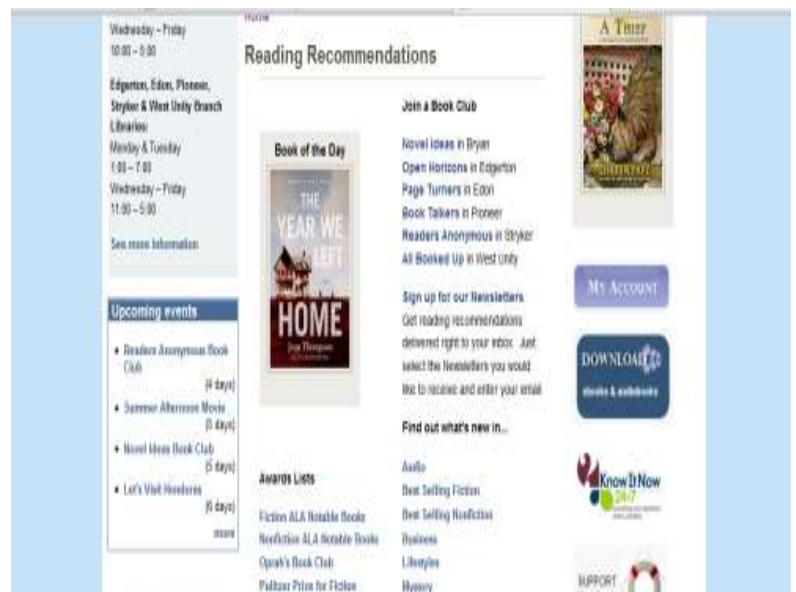 Wednesday – Friday
10:00 – 5:00
Edgerton, Edon, Pioneer,
Stryker & West Unity Branch
Libraries:
Monday & Tuesday
1:00 – 7:00
Wednesday – Friday
11:00 – 5:00
See more information
Upcoming events
Readers Anonymous Book
Club
(4 days)
Summer Afternoon Movie
(5 days)
Novel Ideas Book Club
(5 days)
Let's Visit Honduras
(6 days)
more
Home
Reading Recommendations
Book of the Day
THE
YEAR WE
LEFT
HOME
Jean Thompson
Awards Lists
Fiction ALA Notable Books
Nonfiction ALA Notable Books
Oprah's Book Club
Pulitzer Prize for Fiction
Join a Book Club
Novel Ideas in Bryan
Open Horizons in Edgerton
Page Turners in Edon
Book Talkers in Pioneer
Readers Anonymous in Stryker
All Booked Up in West Unity
Sign up for our Newsletters
Get reading recommendations
delivered right to your inbox. Just
select the Newsletters you would
like to receive and enter your email
Find out what's new in...
Audio
Best Selling Fiction
Best Selling Nonfiction
Business
Lifestyles
Mystery
A THIEF
MY ACCOUNT
DOWNLOAD
ebooks & audiobooks
Know It Now
24x7
SUPPORT